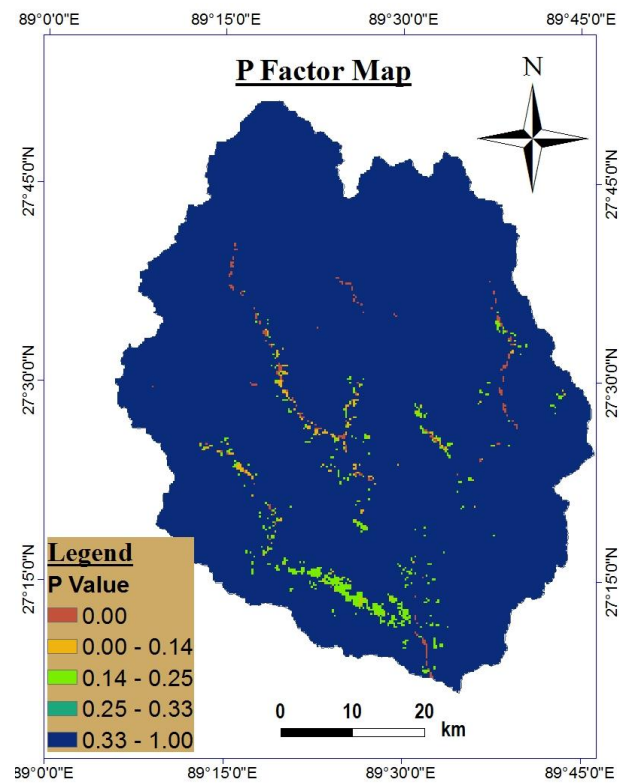 89°0'0"E 89°15'0"E 89°30'0"E 89°45'0"E
P Factor Map
N
27°45'0"N 27°45'0"N
27°30'0"N 27°30'0"N
27°15'0"N 27°15'0"N
Legend
P Value
0.00
0.00 - 0.14
0.14 - 0.25
0.25 - 0.33
0.33 - 1.00
0 10 20
km
89°0'0"E 89°15'0"E 89°30'0"E 89°45'0"E